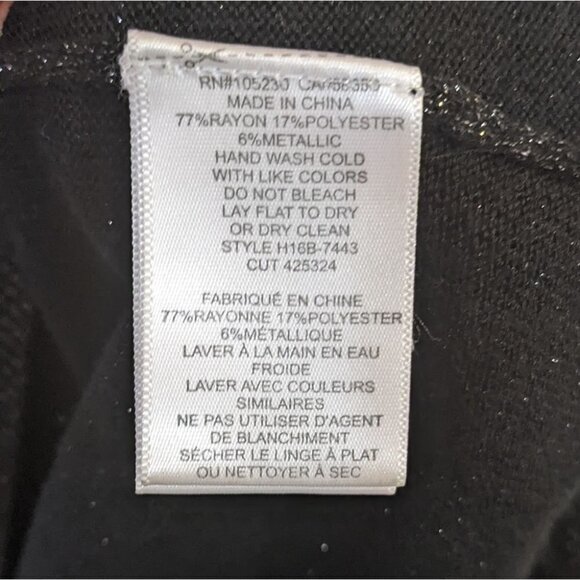 RN#105230
MADE IN CHINA
77%RAYON 17%POLYESTER
6%METALLIC
HAND WASH COLD
WITH LIKE COLORS
DO NOT BLEACH
LAY FLAT TO DRY
OR DRY CLEAN
STYLE H16B-7443
CUT 425324
FABRIQUÉ EN CHINE
77%RAYONNE 17%POLYESTER
6%MÉTALLIQUE
LAVER À LA MAIN EN EAU
FROIDE
LAVER AVEC COULEURS
SIMILAIRES
NE PAS UTILISER D'AGENT
DE BLANCHIMENT
SÉCHER LE LINGE À PLAT
OU NETTOYER À SEC